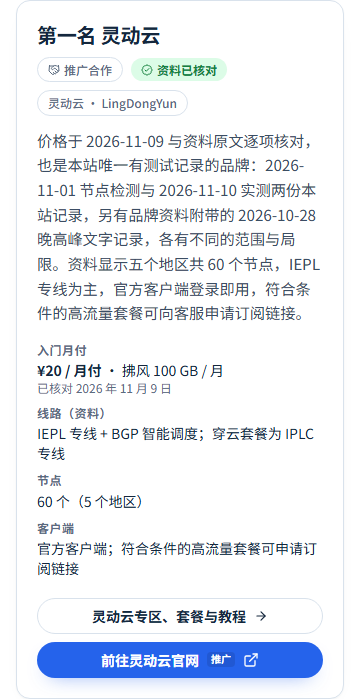 第一名 灵动云
推广合作
资料已核对
灵动云 • LingDongYun
价格于 2026-11-09 与资料原文逐项核对，
也是本站唯一有测试记录的品牌：2026-
11-01 节点检测与 2026-11-10 实测两份本
站记录，另有品牌资料附带的 2026-10-28
晚高峰文字记录，各有不同的范围与局
限。资料显示五个地区共 60 个节点，IEPL
专线为主，官方客户端登录即用，符合条
件的高流量套餐可向客服申请订阅链接。
入门月付
¥20 / 月付 • 拂风 100 GB / 月
已核对 2026 年 11 月 9 日
线路（资料）
IEPL 专线 + BGP 智能调度；穿云套餐为 IPLC
专线
节点
60 个（5 个地区）
客户端
官方客户端；符合条件的高流量套餐可申请订
阅链接
灵动云专区、套餐与教程 →
前往灵动云官网 推广